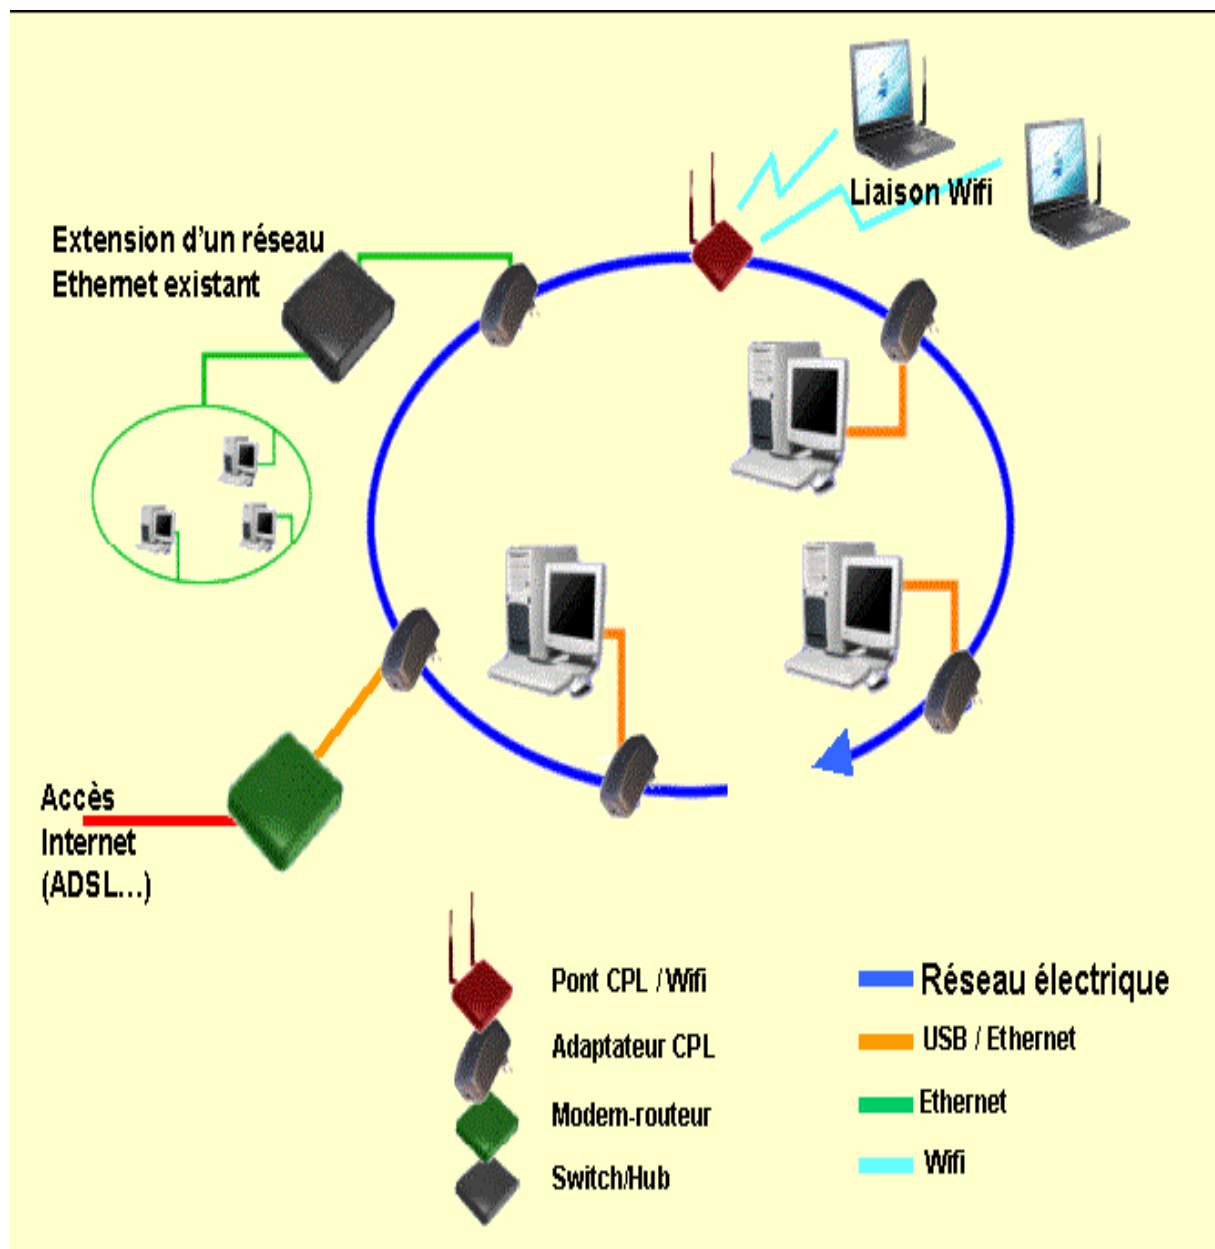 Liaison Wifi
Extension d'un réseau
Ethernet existant
Accès
Internet
(ADSL...)
Pont CPL / Wifi
Adaptateur CPL
Modem-routeur
Switch/Hub
Réseau électrique
USB / Ethernet
Ethernet
Wifi